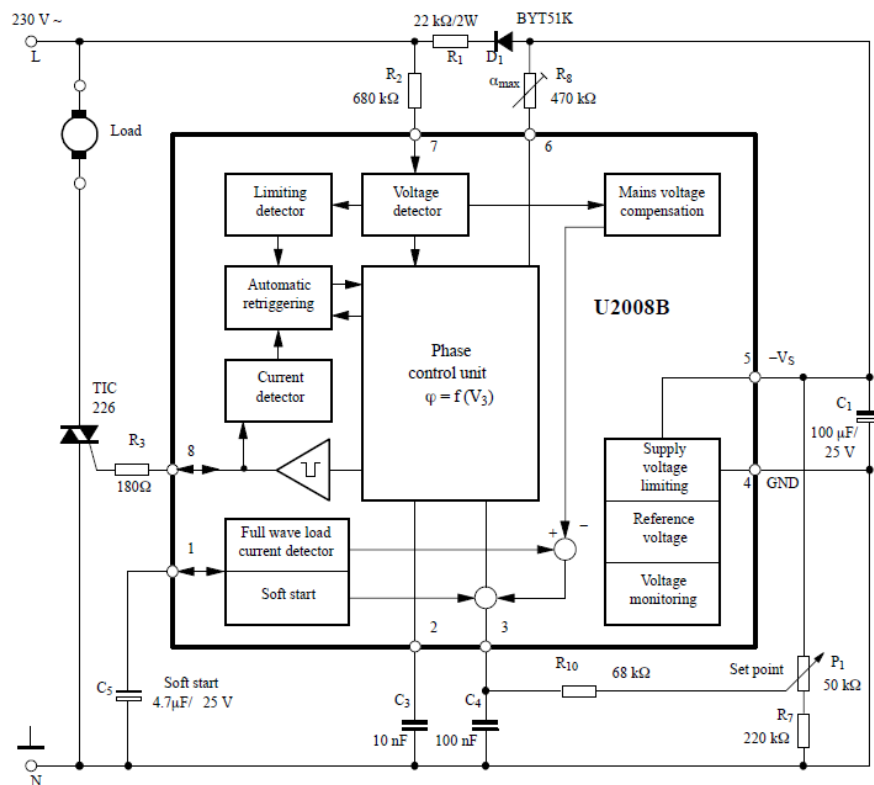 230 V ~
L
22 kΩ/2W
R1
D1
BYT51K
R2
680 kΩ
αmax
R8
470 kΩ
Load
7
6
Limiting
detector
Voltage
detector
Mains voltage
compensation
Automatic
retriggering
U2008B
Phase
control unit
φ = f (V3)
Current
detector
5
–VS
TIC
226
R3
180Ω
8
C1
100 μF/
25 V
Supply
voltage
limiting
4
GND
Reference
voltage
Voltage
monitoring
+
–
1
Full wave load
current detector
Soft start
2
3
R10
68 kΩ
Set point
P1
50 kΩ
C5
Soft start
4.7μF/ 25 V
C3
10 nF
C4
100 nF
R7
220 kΩ
N